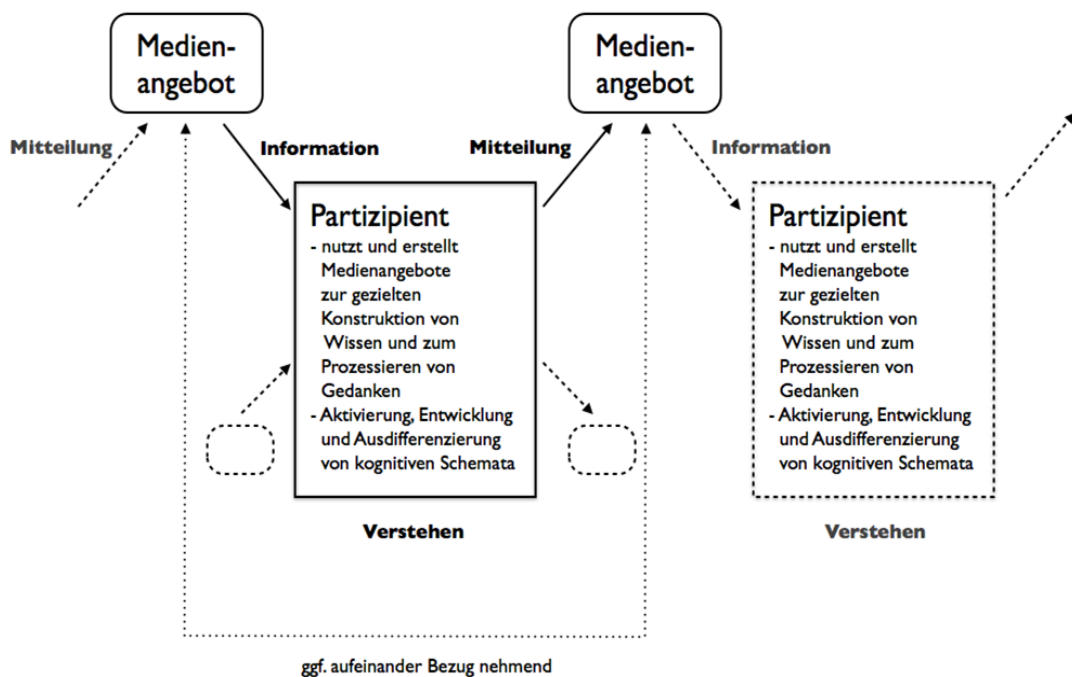 Medien-
angebot
Medien-
angebot
Mitteilung
Information
Mitteilung
Information
Partizipient
- nutzt und erstellt
Medienangebote
zur gezielten
Konstruktion von
Wissen und zum
Prozessieren von
Gedanken
- Aktivierung, Entwicklung
und Ausdifferenzierung
von kognitiven Schemata
Partizipient
- nutzt und erstellt
Medienangebote
zur gezielten
Konstruktion von
Wissen und zum
Prozessieren von
Gedanken
- Aktivierung, Entwicklung
und Ausdifferenzierung
von kognitiven Schemata
Verstehen
Verstehen
ggf. aufeinander Bezug nehmend